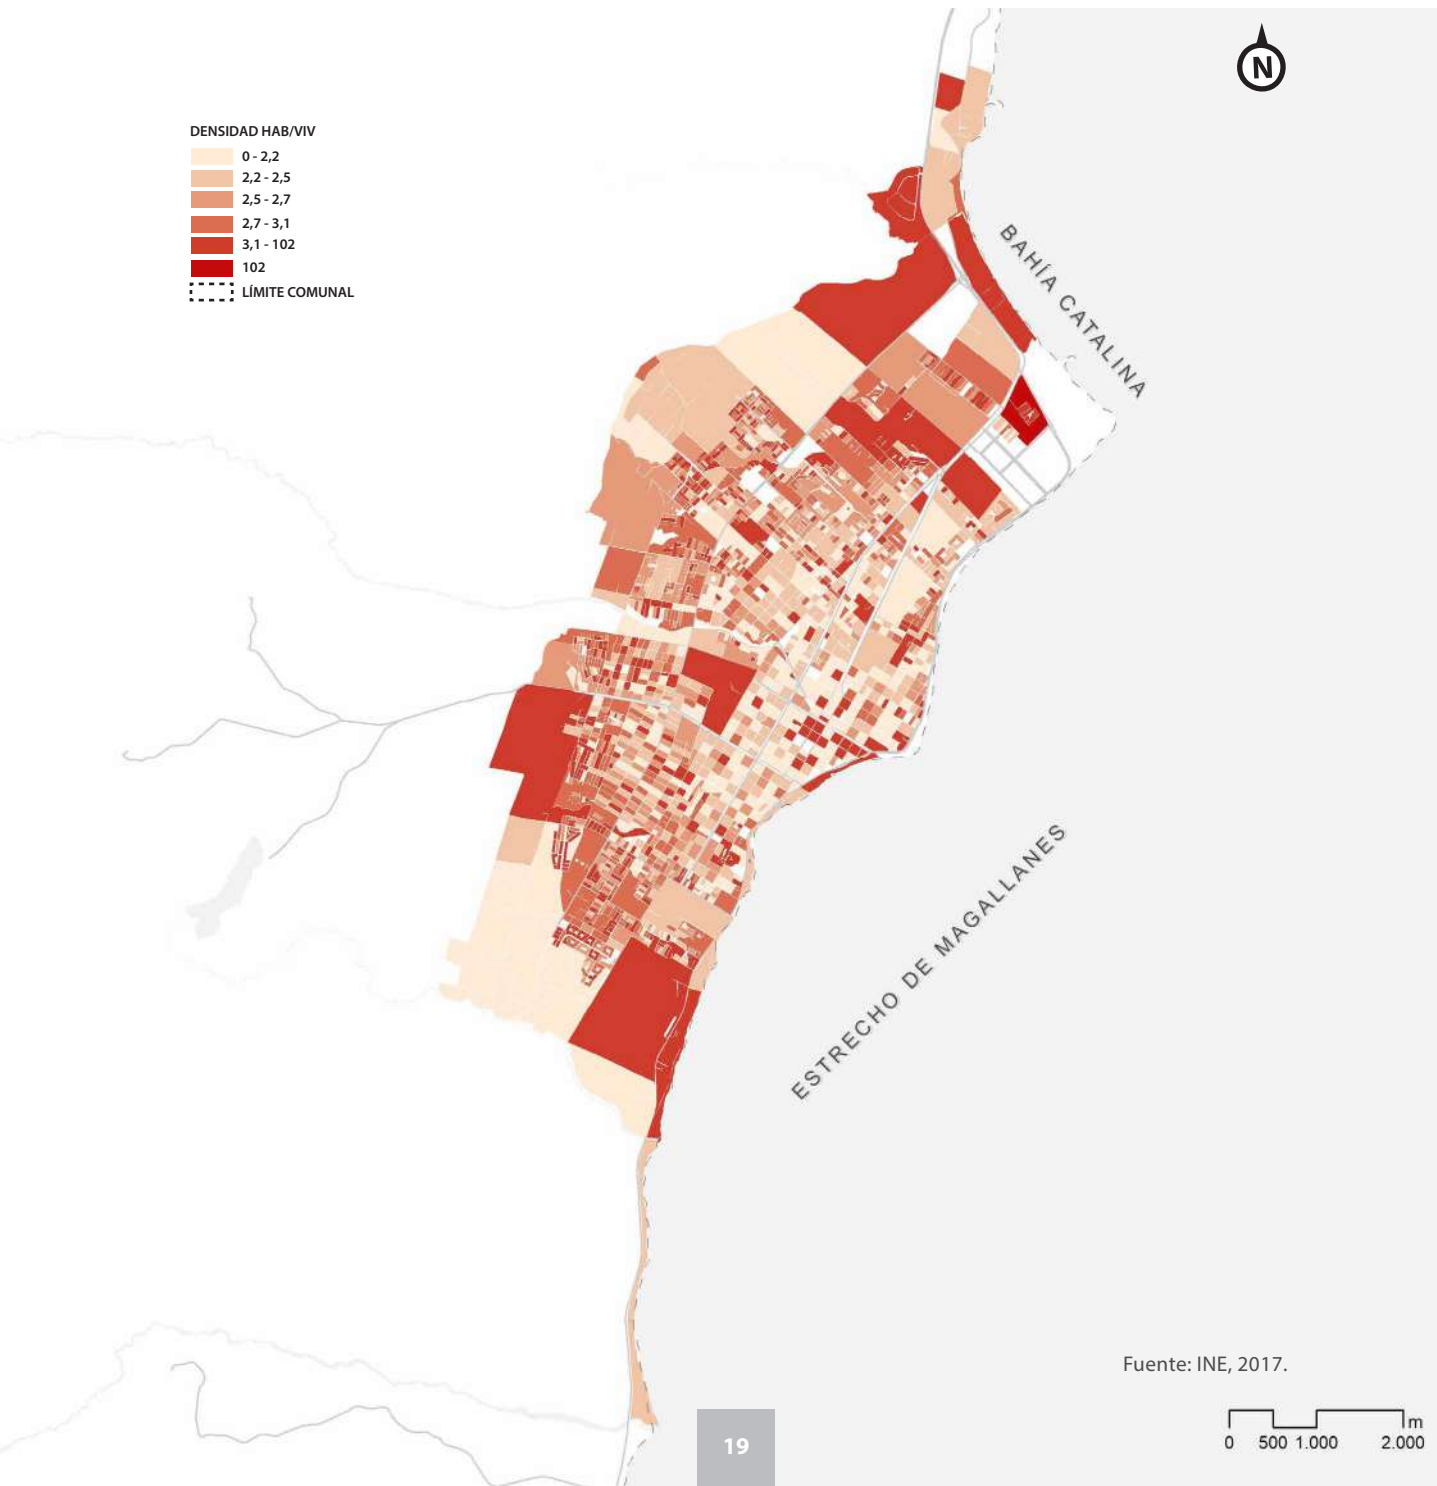 N
DENSIDAD HAB/VIV
0 - 2,2
2,2 - 2,5
2,5 - 2,7
2,7 - 3,1
3,1 - 102
102
LÍMITE COMUNAL
BAHÍA CATALINA
ESTRECHO DE MAGALLANES
Fuente: INE, 2017.
m
0 500 1.000 2.000
19